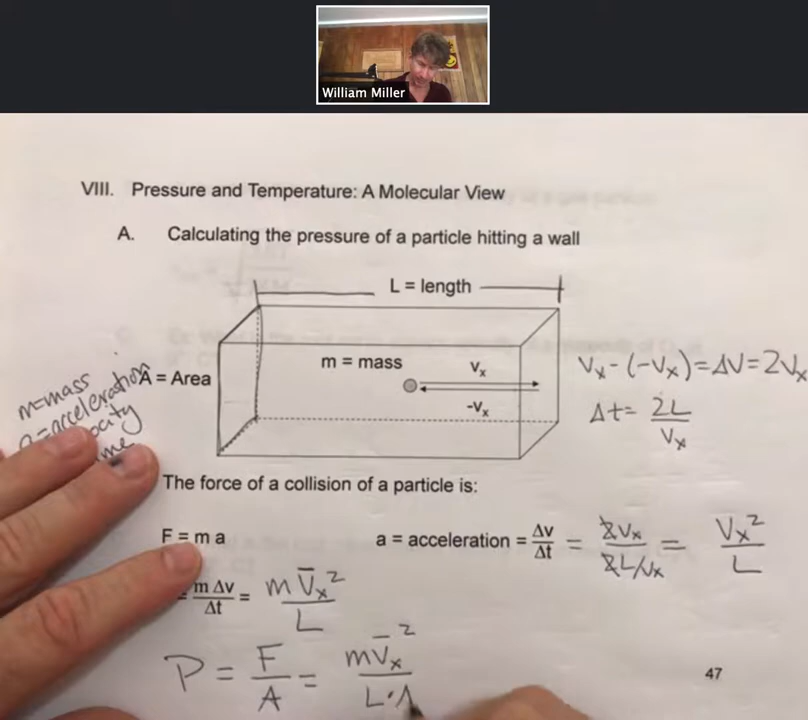 William Miller
VIII. Pressure and Temperature: A Molecular View
A. Calculating the pressure of a particle hitting a wall
L = length
m = mass
Vx
-Vx
A = Area
m=mass
a=acceleration
Vx - (-Vx) = ΔV = 2Vx
Δt = 2L/Vx
The force of a collision of a particle is:
F = m a
a = acceleration = Δv/Δt = 2Vx/2L/Vx = Vx²/L
m Δv/Δt = m V̄x²/L
P = F/A = mV̄x²/L·A
47